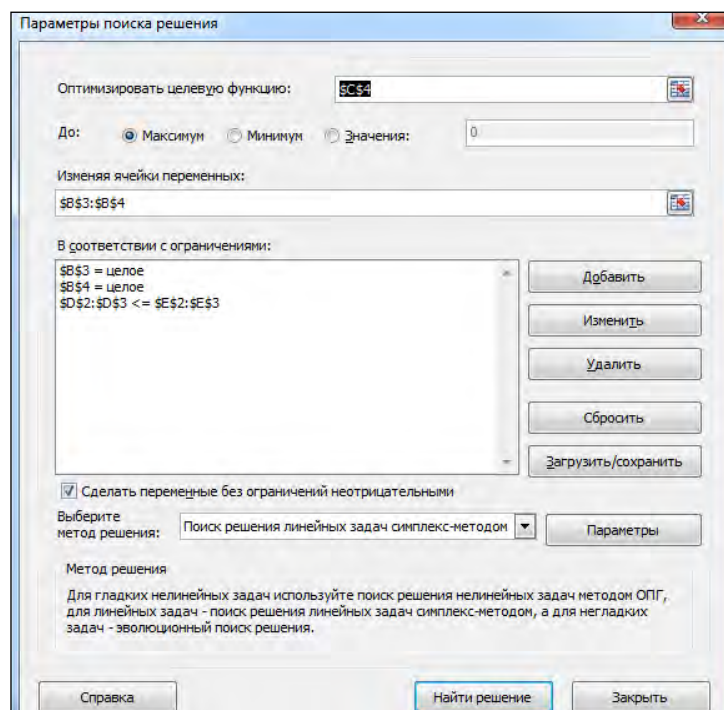 Параметры поиска решения
Оптимизировать целевую функцию: $C$4
До: Максимум Минимум Значения: 0
Изменяя ячейки переменных:
$B$3:$B$4
В соответствии с ограничениями:
$B$3 = целое
$B$4 = целое
$D$2:$D$3 <= $E$2:$E$3
Добавить
Изменить
Удалить
Сбросить
Загрузить/сохранить
Сделать переменные без ограничений неотрицательными
Выберите
метод решения: Поиск решения линейных задач симплекс-методом Параметры
Метод решения
Для гладких нелинейных задач используйте поиск решения нелинейных задач методом ОПГ,
для линейных задач - поиск решения линейных задач симплекс-методом, а для негладких
задач - эволюционный поиск решения.
Справка Найти решение Закрыть